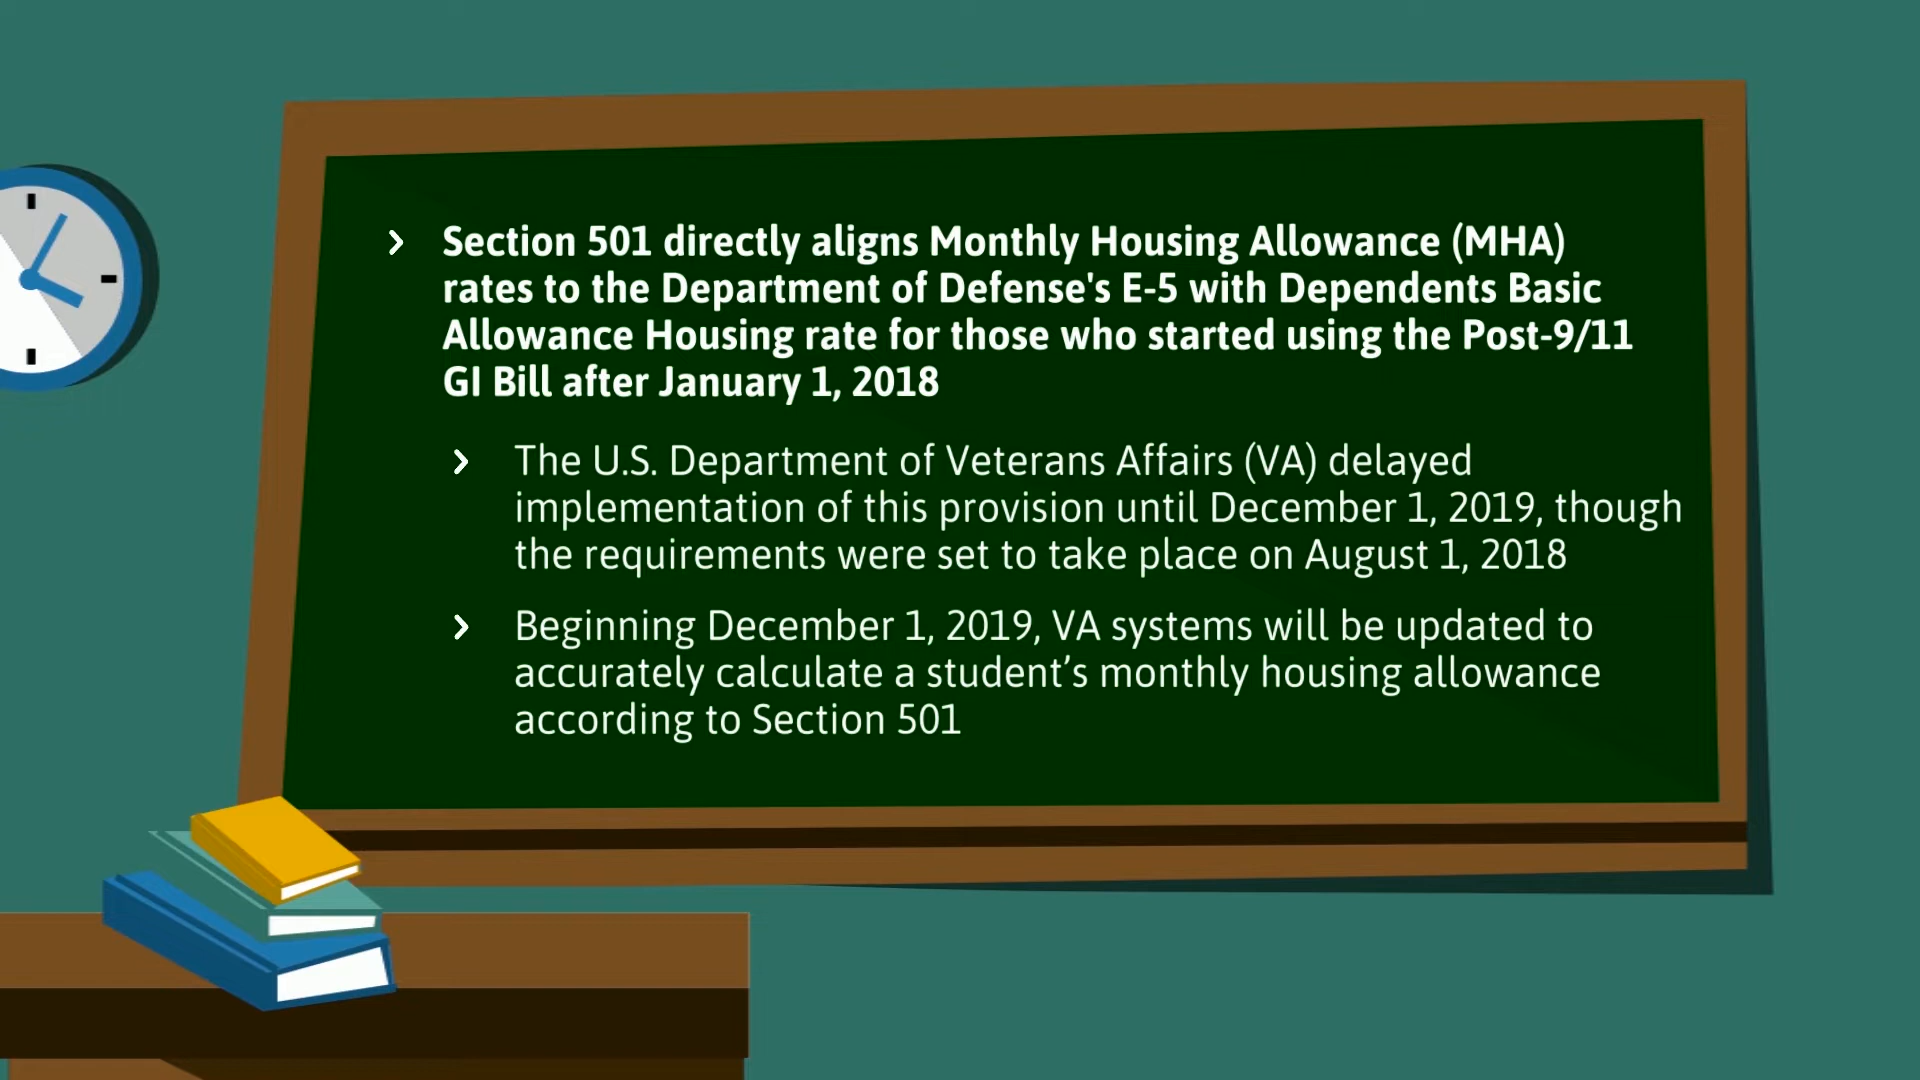 Section 501 directly aligns Monthly Housing Allowance (MHA)
rates to the Department of Defense's E-5 with Dependents Basic
Allowance Housing rate for those who started using the Post-9/11
GI Bill after January 1, 2018
The U.S. Department of Veterans Affairs (VA) delayed
implementation of this provision until December 1, 2019, though
the requirements were set to take place on August 1, 2018
Beginning December 1, 2019, VA systems will be updated to
accurately calculate a student’s monthly housing allowance
according to Section 501